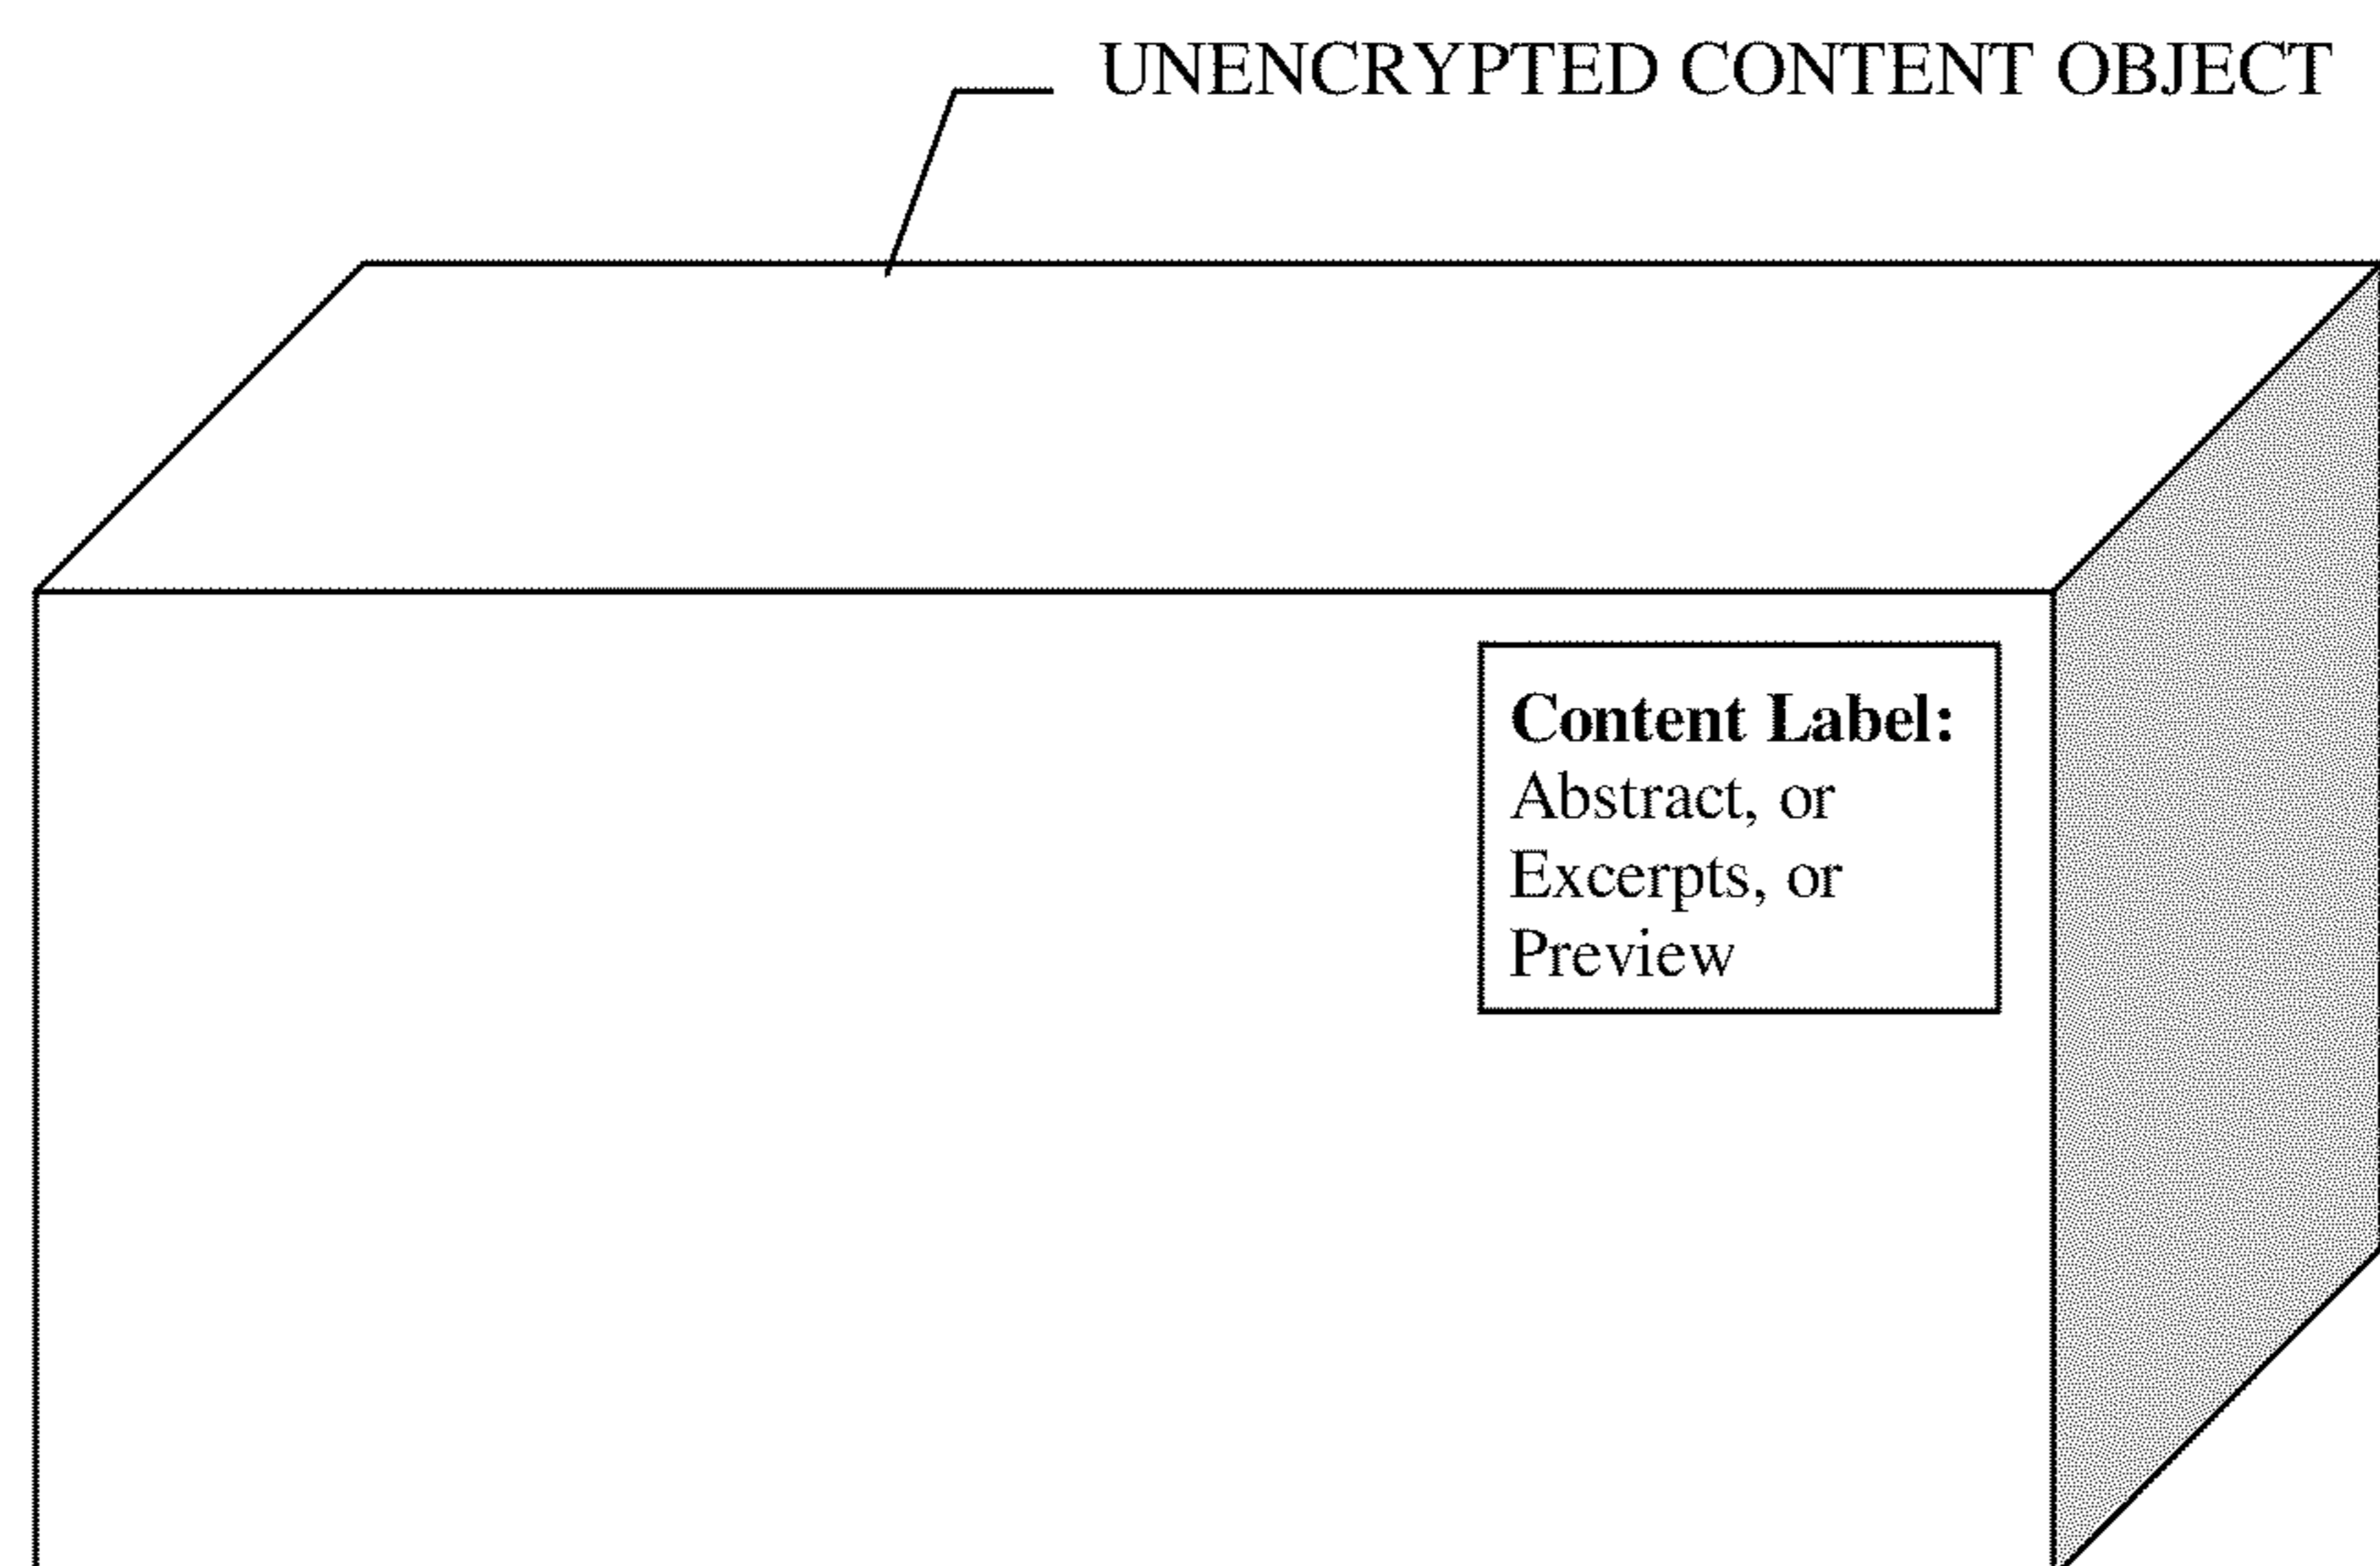 UNENCRYPTED CONTENT OBJECT
Content Label:
Abstract, or
Excerpts, or
Preview